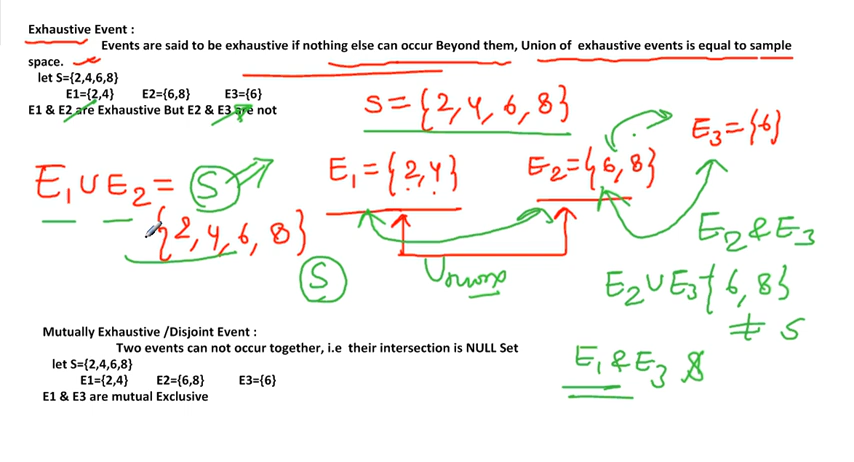 Exhaustive Event :
Events are said to be exhaustive if nothing else can occur Beyond them, Union of exhaustive events is equal to sample
space.
let S={2,4,6,8}
E1={2,4} E2={6,8} E3={6}
E1 & E2 are Exhaustive But E2 & E3 are not
S={2, 4, 6, 8}
E₃={6}
E₁={2, 4} E₂={6, 8}
E₁∪E₂= S
{2, 4, 6, 8}
E₂&E₃
S
E₂∪E₃={6, 8}
≠ S
E₁&E₃
Mutually Exhaustive /Disjoint Event :
Two events can not occur together, i.e their intersection is NULL Set
let S={2,4,6,8}
E1={2,4} E2={6,8} E3={6}
E1 & E3 are mutual Exclusive